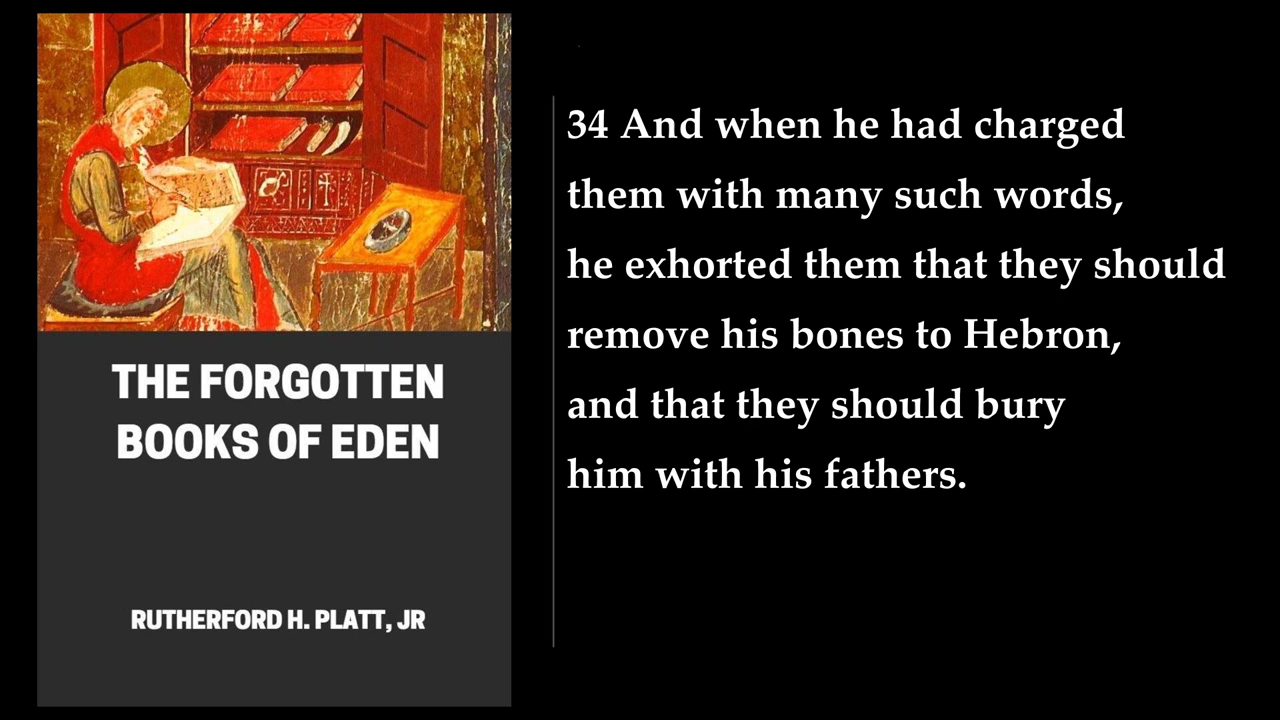 THE FORGOTTEN
BOOKS OF EDEN
RUTHERFORD H. PLATT, JR
34 And when he had charged
them with many such words,
he exhorted them that they should
remove his bones to Hebron,
and that they should bury
him with his fathers.